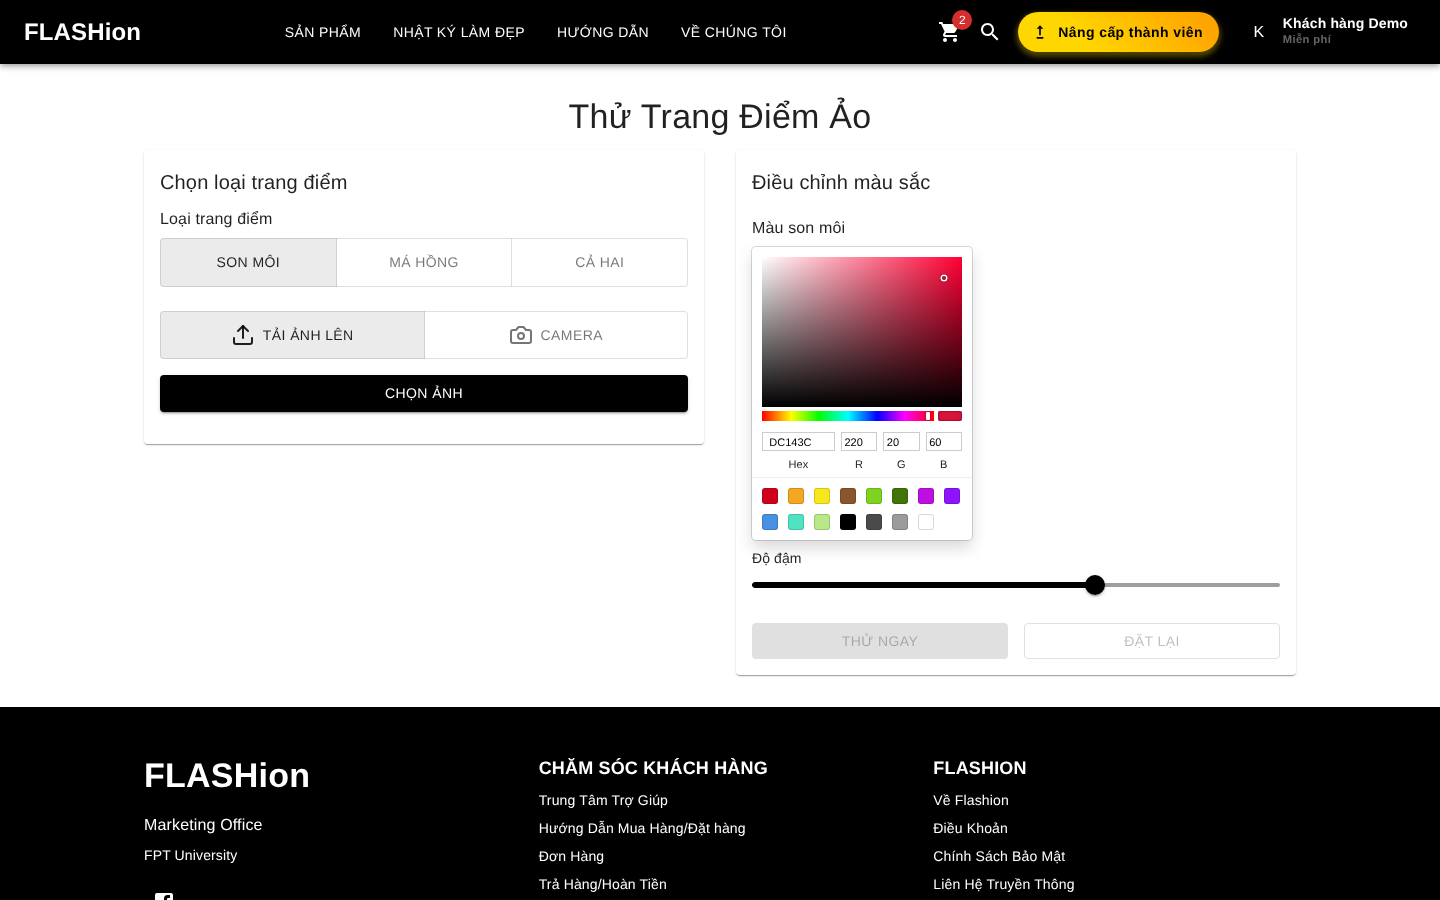 FLASHion
SẢN PHẨM
NHẬT KÝ LÀM ĐẸP
HƯỚNG DẪN
VỀ CHÚNG TÔI
2
Nâng cấp thành viên
K
Khách hàng Demo
Miễn phí
Thử Trang Điểm Ảo
Chọn loại trang điểm
Loại trang điểm
SON MÔI
MÁ HỒNG
CẢ HAI
TẢI ẢNH LÊN
CAMERA
CHỌN ẢNH
Điều chỉnh màu sắc
Màu son môi
DC143C
220
20
60
Hex
R
G
B
Độ đậm
THỬ NGAY
ĐẶT LẠI
FLASHion
Marketing Office
FPT University
CHĂM SÓC KHÁCH HÀNG
Trung Tâm Trợ Giúp
Hướng Dẫn Mua Hàng/Đặt hàng
Đơn Hàng
Trả Hàng/Hoàn Tiền
FLASHION
Về Flashion
Điều Khoản
Chính Sách Bảo Mật
Liên Hệ Truyền Thông